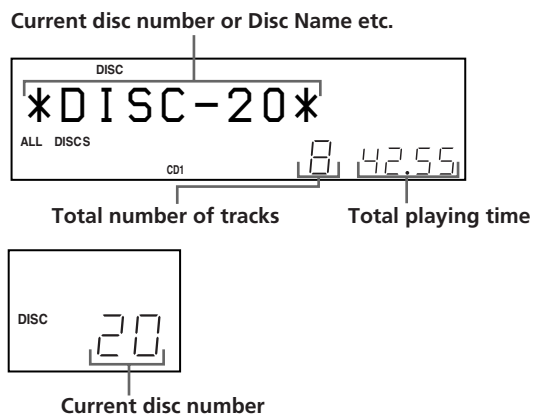 Current disc number or Disc Name etc.
DISC
*DISC-20*
ALL DISCS
CD1
8 42.55
Total number of tracks Total playing time
DISC 20
Current disc number